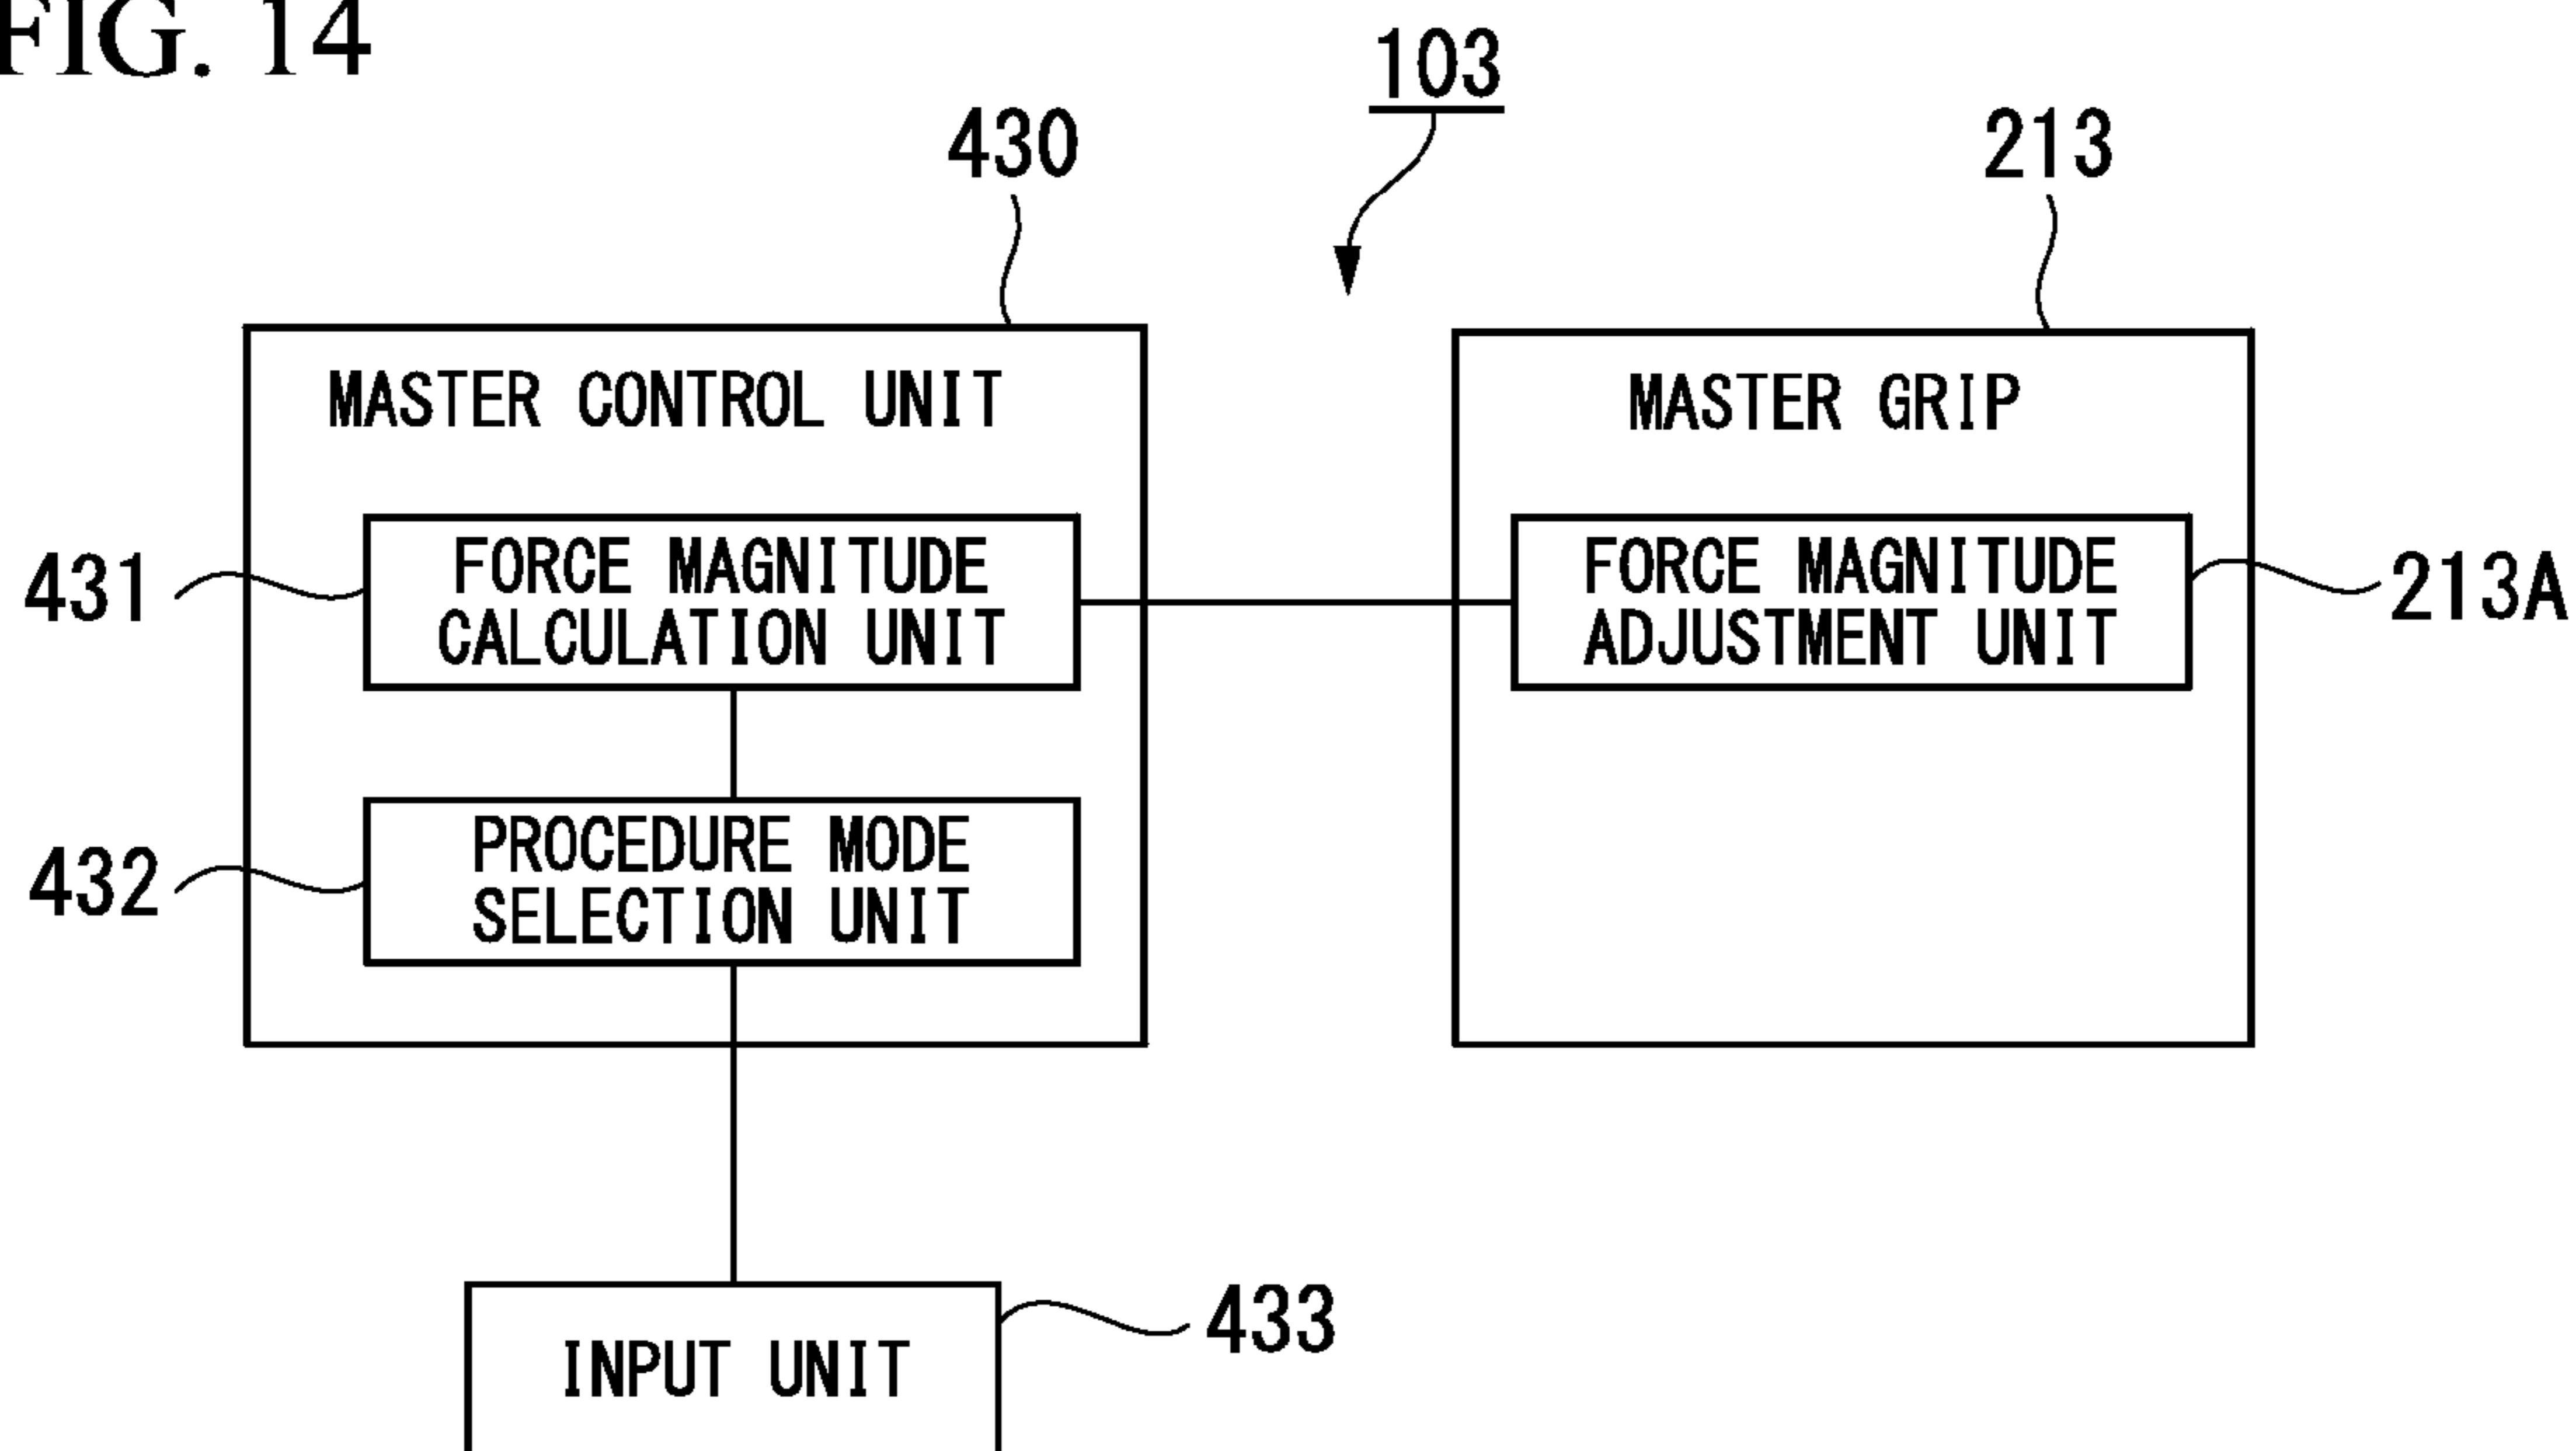 FIG. 14
103
430
213
MASTER CONTROL UNIT
MASTER GRIP
431
FORCE MAGNITUDE
CALCULATION UNIT
FORCE MAGNITUDE
ADJUSTMENT UNIT
213A
432
PROCEDURE MODE
SELECTION UNIT
433
INPUT UNIT